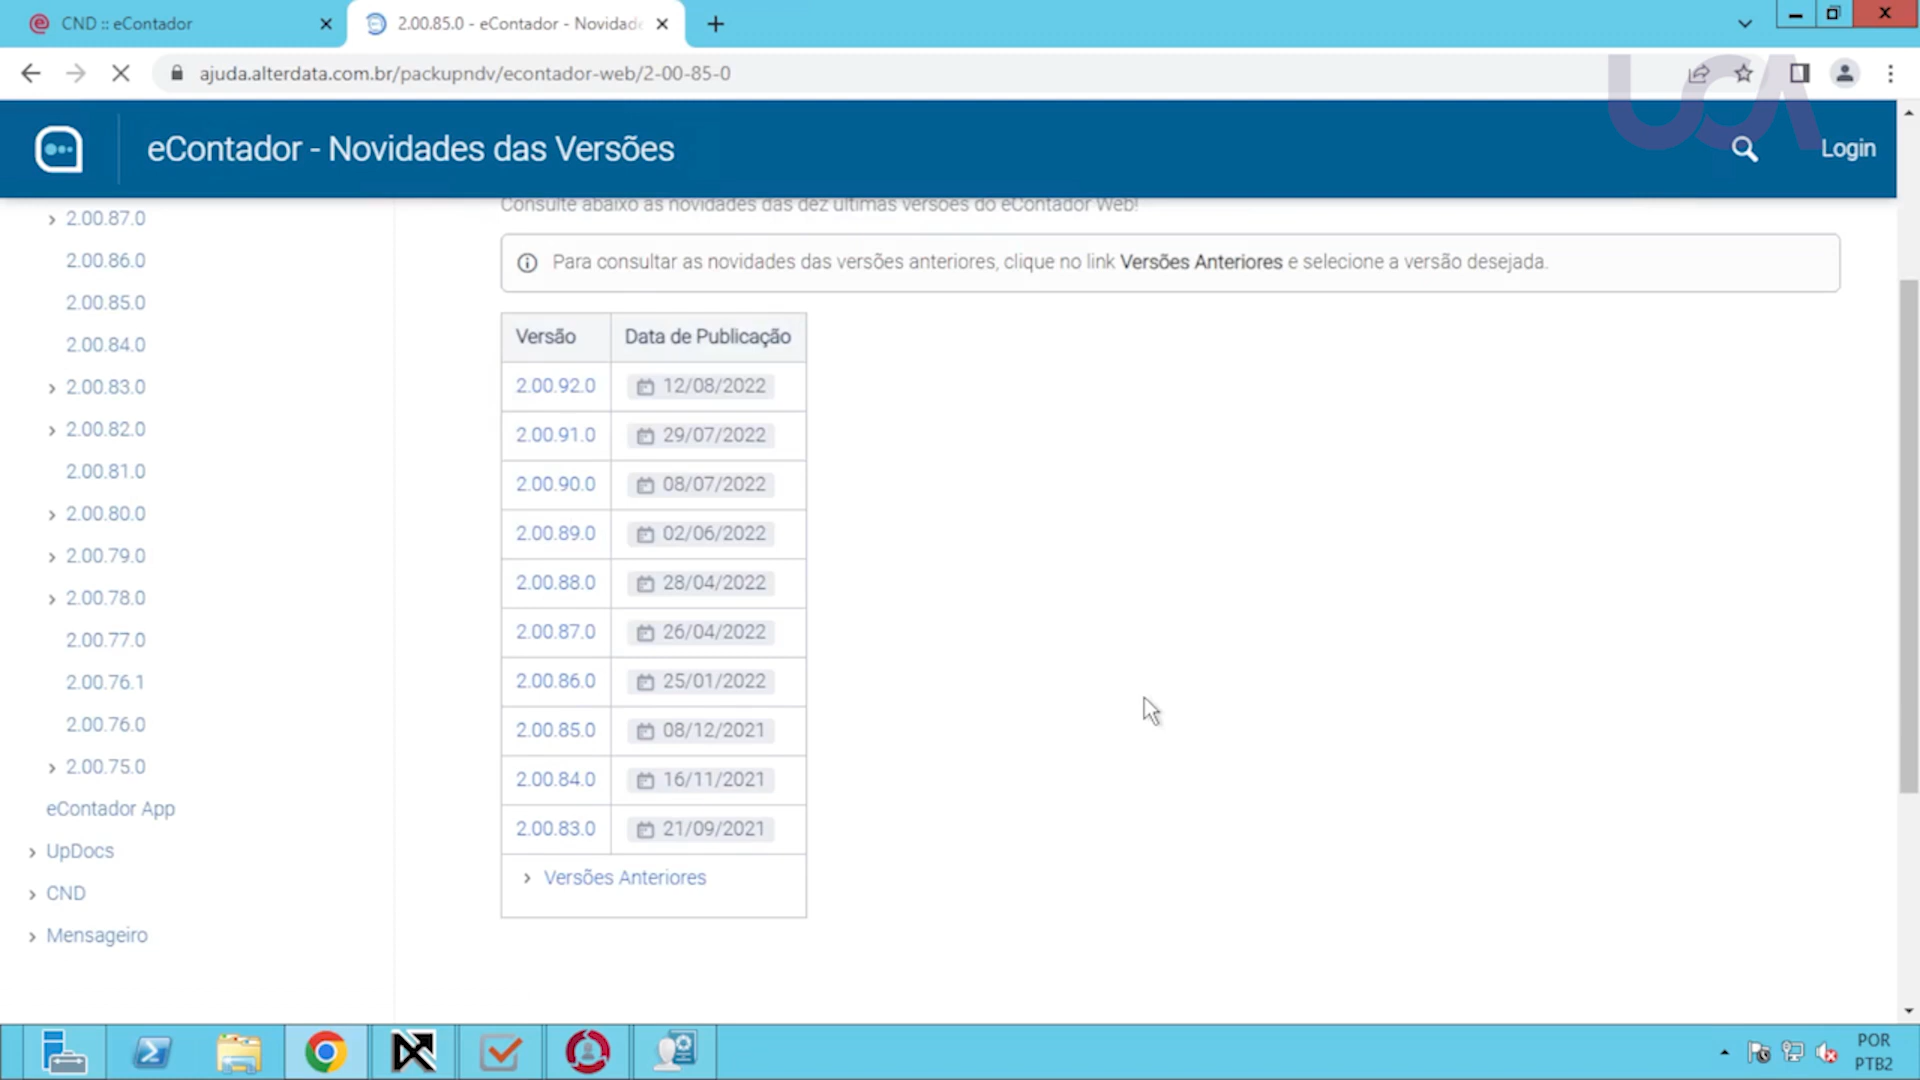 CND :: eContador
2.00.85.0 - eContador - Novidade
ajuda.alterdata.com.br/packupndv/econtador-web/2-00-85-0
UCA
eContador - Novidades das Versões
Login
2.00.87.0
2.00.86.0
2.00.85.0
2.00.84.0
2.00.83.0
2.00.82.0
2.00.81.0
2.00.80.0
2.00.79.0
2.00.78.0
2.00.77.0
2.00.76.1
2.00.76.0
2.00.75.0
eContador App
UpDocs
CND
Mensageiro
Consulte abaixo as novidades das dez últimas versões do eContador Web!
Para consultar as novidades das versões anteriores, clique no link Versões Anteriores e selecione a versão desejada.
Versão Data de Publicação
2.00.92.0 12/08/2022
2.00.91.0 29/07/2022
2.00.90.0 08/07/2022
2.00.89.0 02/06/2022
2.00.88.0 28/04/2022
2.00.87.0 26/04/2022
2.00.86.0 25/01/2022
2.00.85.0 08/12/2021
2.00.84.0 16/11/2021
2.00.83.0 21/09/2021
Versões Anteriores
POR
PTB2